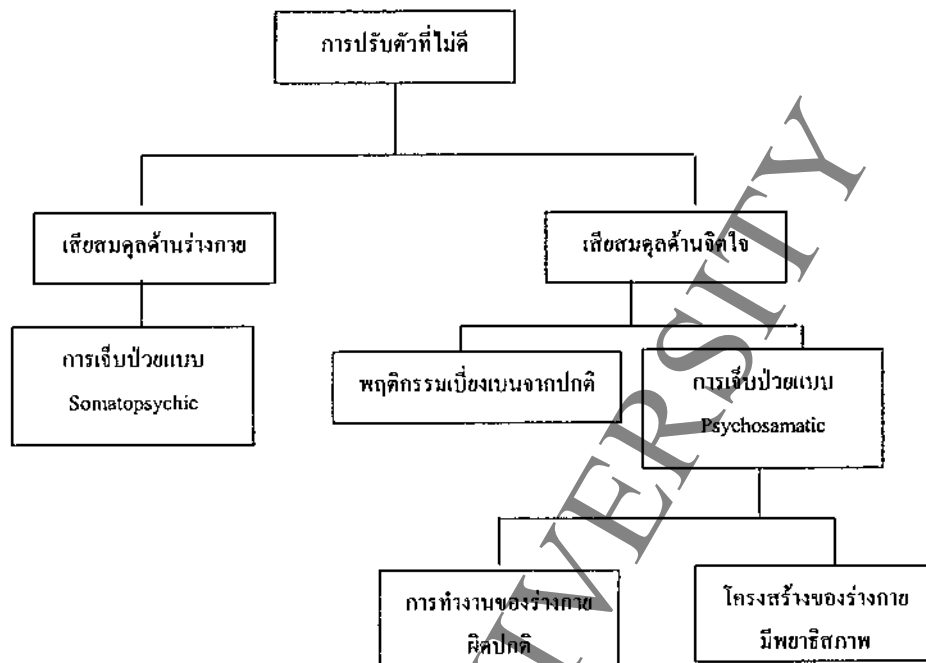 การปรับตัวที่ไม่ดี
เสียสมดุลด้านร่างกาย
เสียสมดุลด้านจิตใจ
การเจ็บป่วยแบบ
Somatopsychic
พฤติกรรมเบี่ยงเบนจากปกติ
การเจ็บป่วยแบบ
Psychosamatic
การทำงานของร่างกาย
ผิดปกติ
โครงสร้างของร่างกาย
มีพยาธิสภาพ
IVERSITY